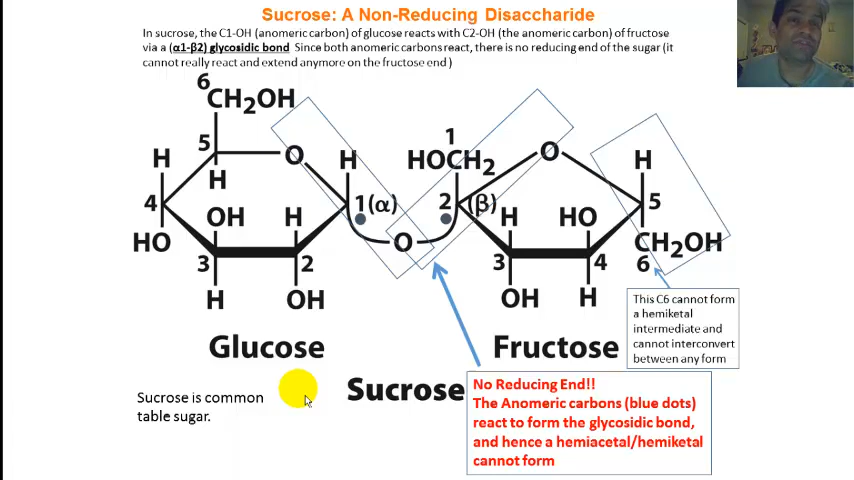 Sucrose: A Non-Reducing Disaccharide
In sucrose, the C1-OH (anomeric carbon) of glucose reacts with C2-OH (the anomeric carbon) of fructose
via a (α1-β2) glycosidic bond Since both anomeric carbons react, there is no reducing end of the sugar (it
cannot really react and extend anymore on the fructose end )
6
CH2OH
5
O
H
H
H
4
1(α)
OH
H
HO
3
2
H
OH
O
1
HOCH2
O
H
2
(β)
H
HO
5
CH2OH
3
4
6
OH
H
This C6 cannot form
a hemiketal
intermediate and
cannot interconvert
between any form
Glucose
Fructose
Sucrose
No Reducing End!!
The Anomeric carbons (blue dots)
react to form the glycosidic bond,
and hence a hemiacetal/hemiketal
cannot form
Sucrose is common
table sugar.